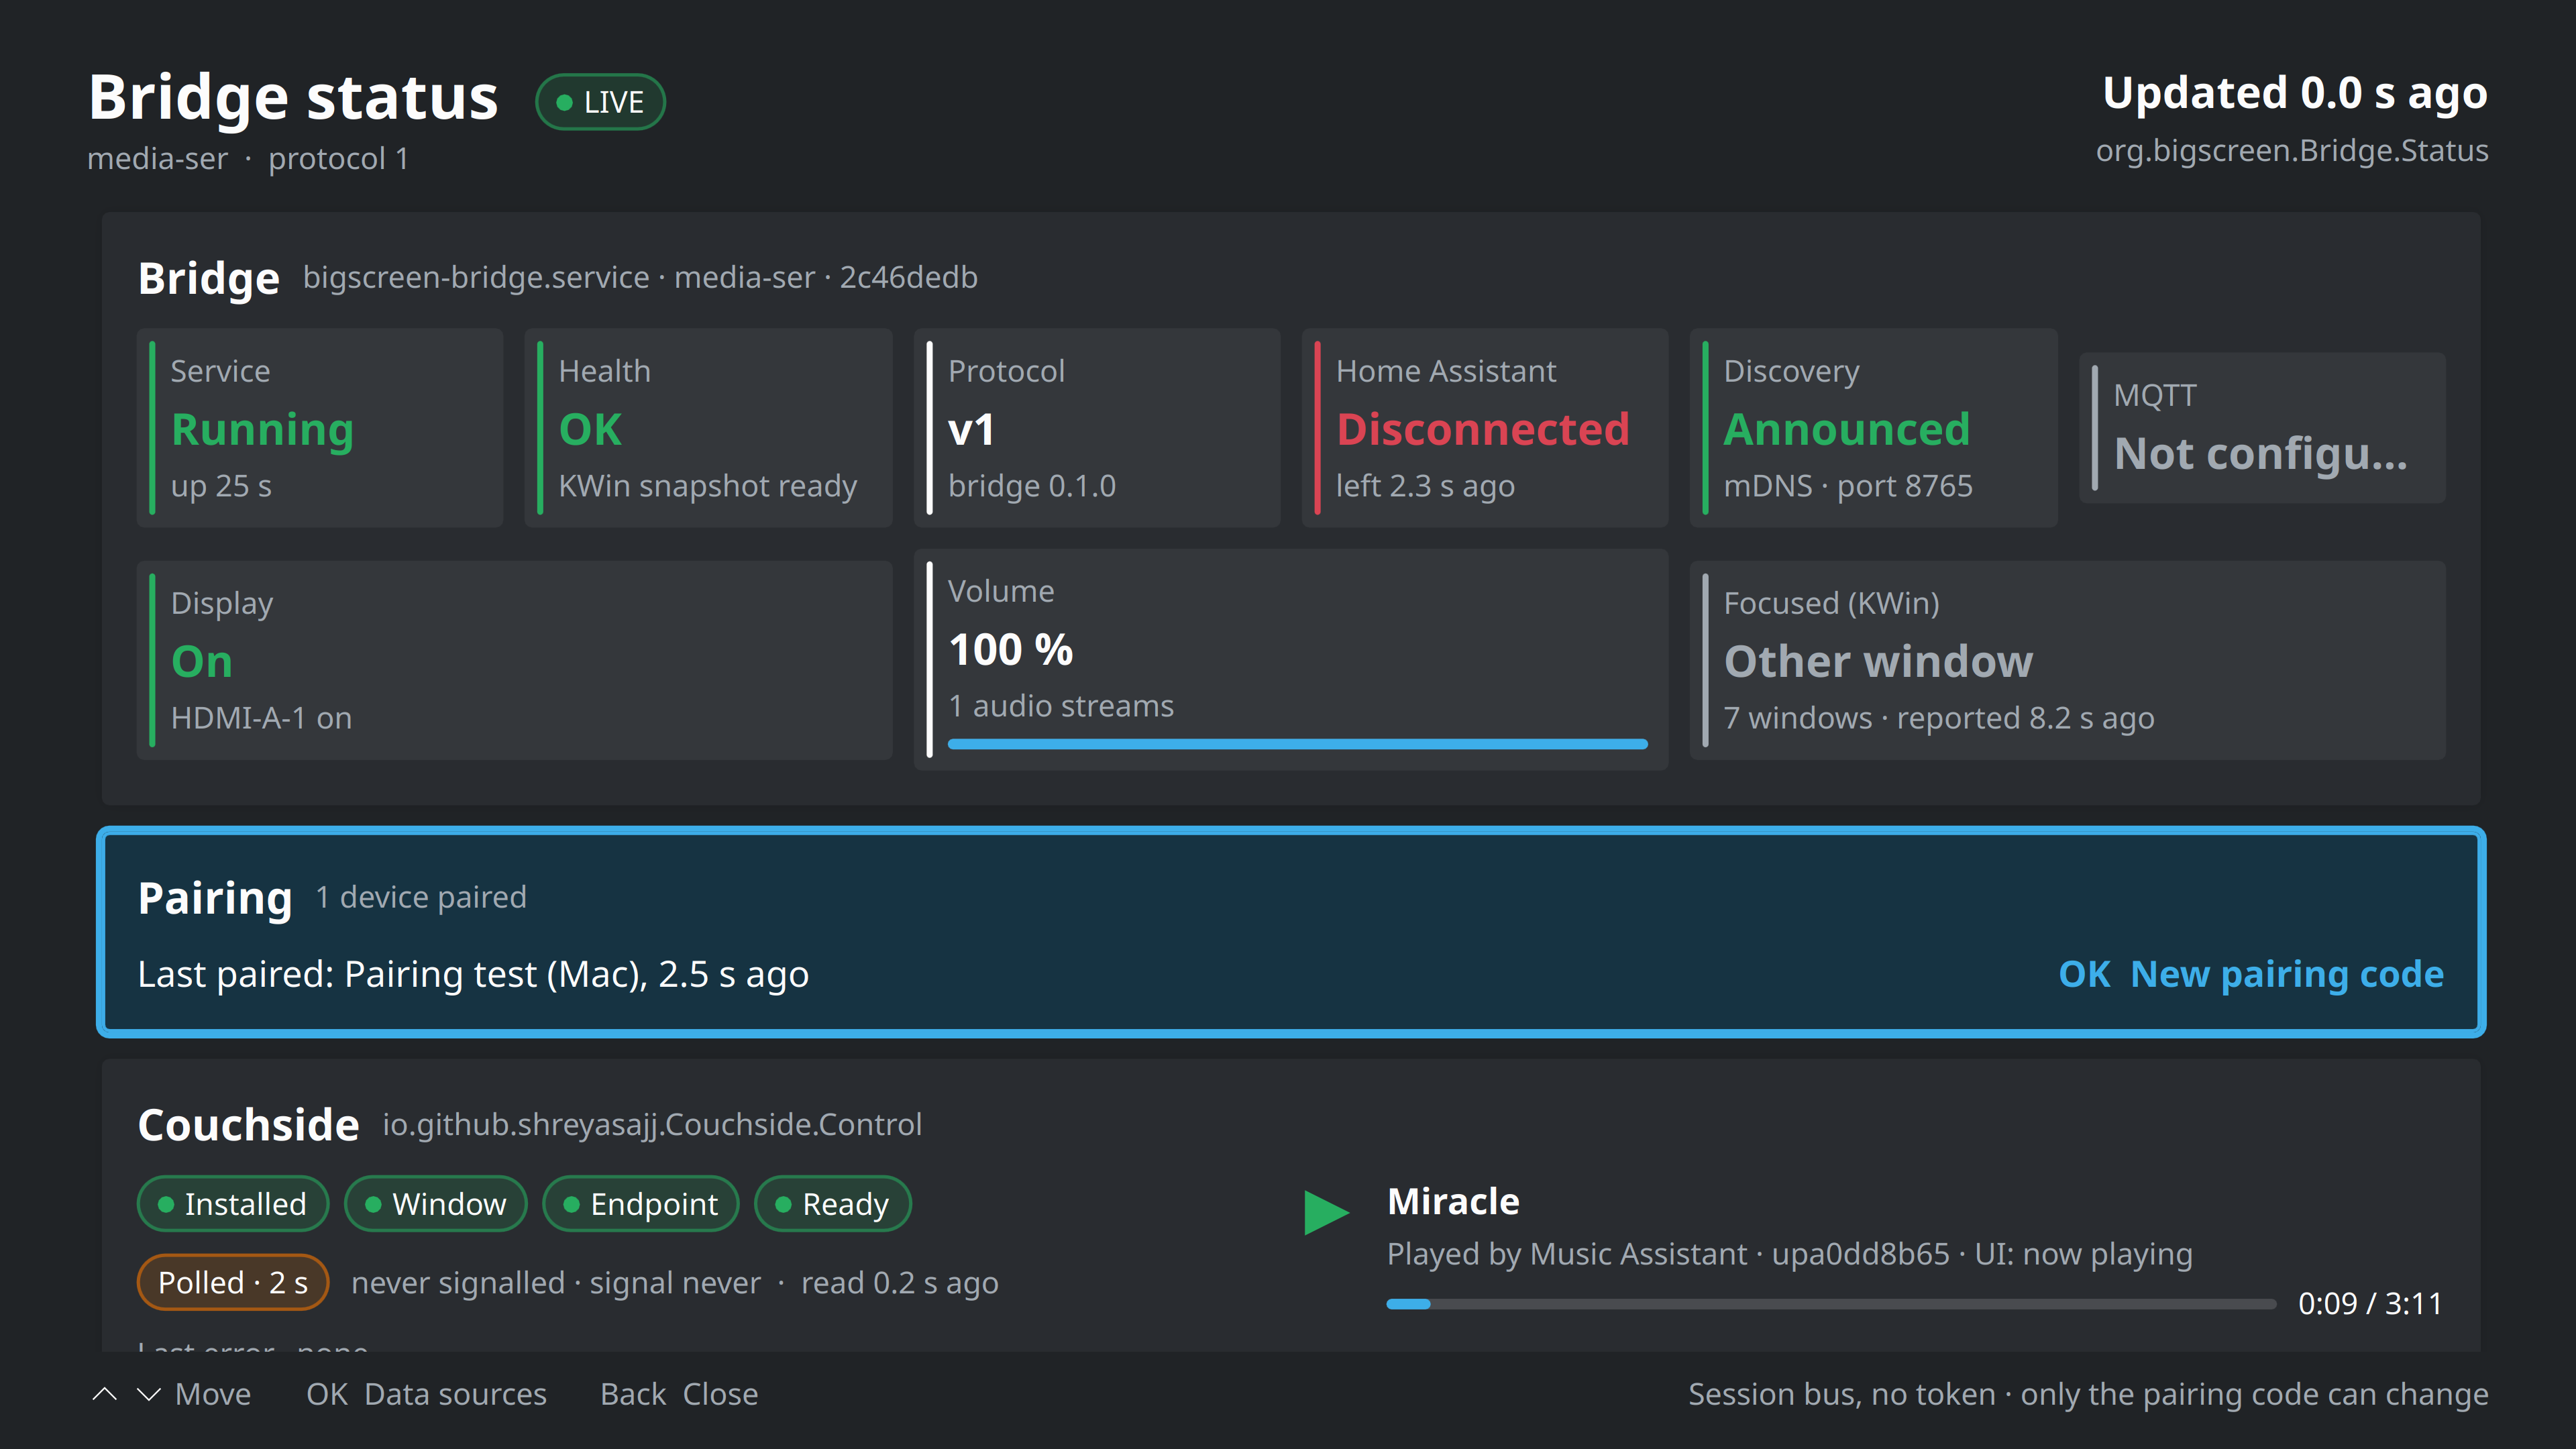 Bridge status
LIVE
Updated 0.0 s ago
media-ser · protocol 1
org.bigscreen.Bridge.Status
Bridge bigscreen-bridge.service · media-ser · 2c46dedb
Service
Running
up 25 s
Health
OK
KWin snapshot ready
Protocol
v1
bridge 0.1.0
Home Assistant
Disconnected
left 2.3 s ago
Discovery
Announced
mDNS · port 8765
MQTT
Not configu...
Display
On
HDMI-A-1 on
Volume
100 %
1 audio streams
Focused (KWin)
Other window
7 windows · reported 8.2 s ago
Pairing 1 device paired
Last paired: Pairing test (Mac), 2.5 s ago
OK New pairing code
Couchside io.github.shreyasajj.Couchside.Control
Installed Window Endpoint Ready
Polled · 2 s never signalled · signal never · read 0.2 s ago
Last error none
Miracle
Played by Music Assistant · upa0dd8b65 · UI: now playing
0:09 / 3:11
Move OK Data sources Back Close
Session bus, no token · only the pairing code can change